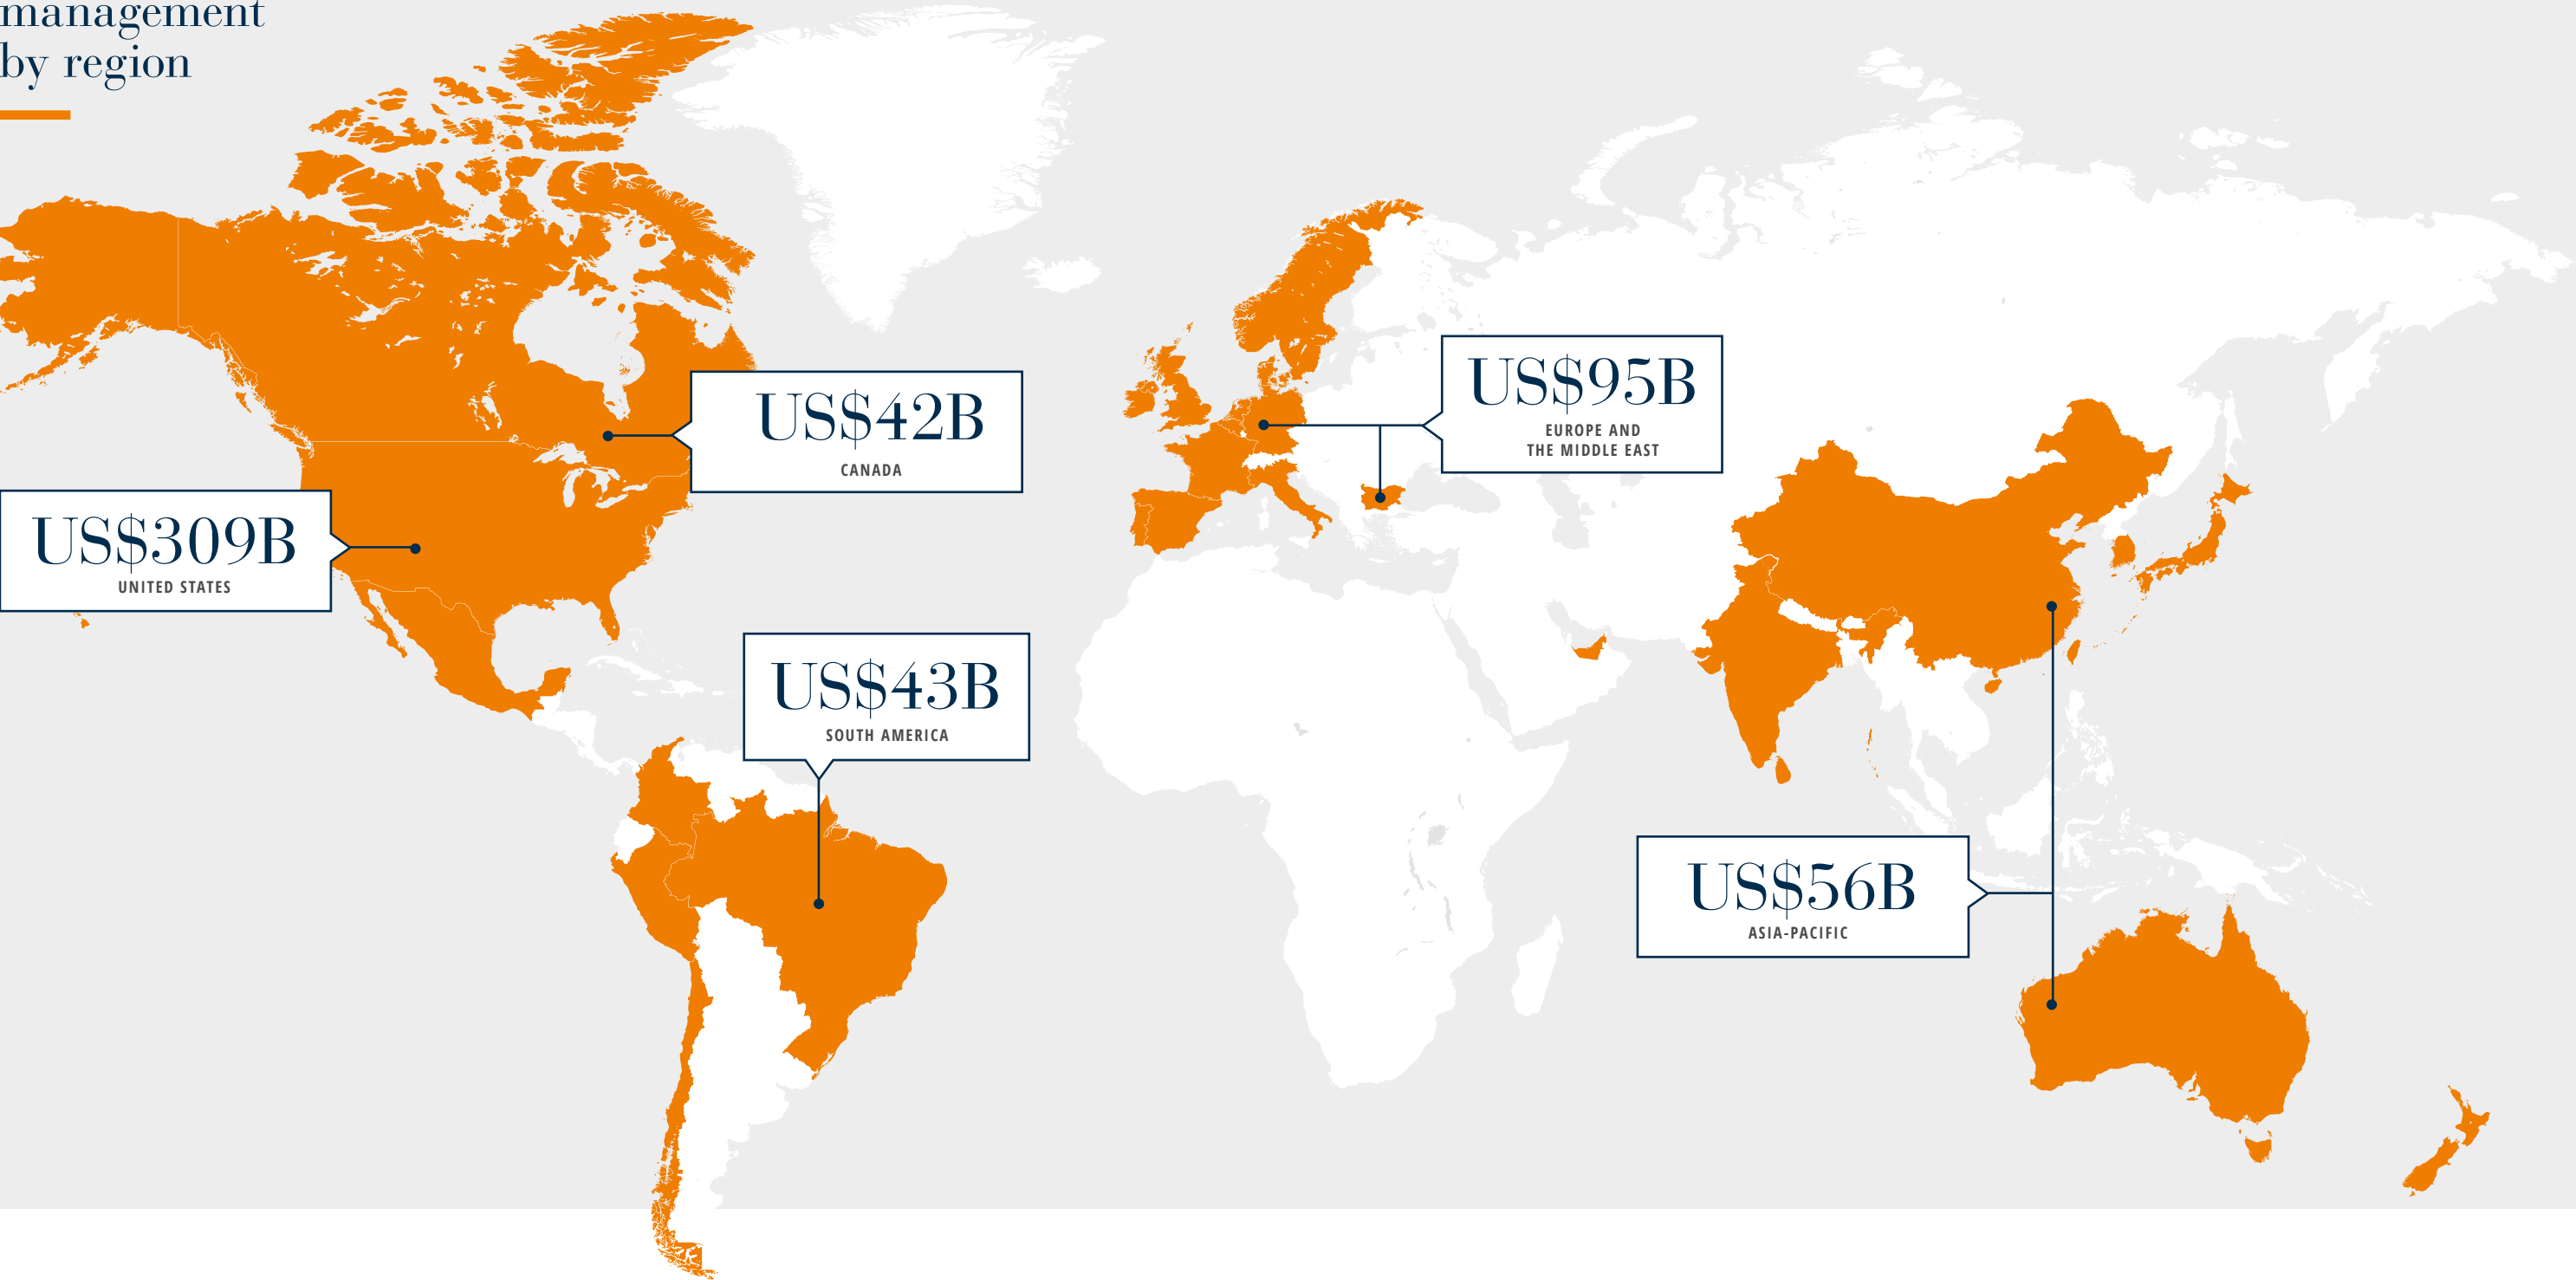 management
by region
US$42B
CANADA
US$95B
EUROPE AND
THE MIDDLE EAST
US$309B
UNITED STATES
US$43B
SOUTH AMERICA
US$56B
ASIA-PACIFIC